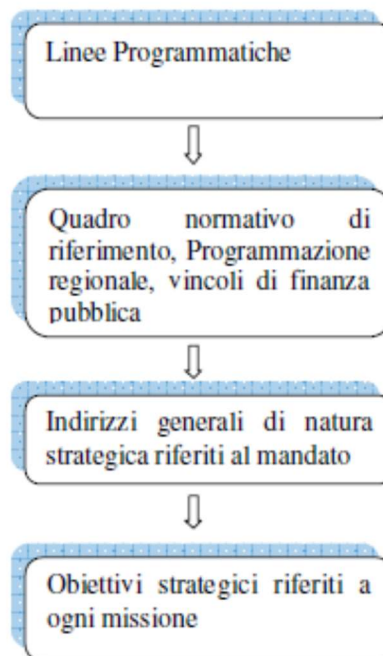 Linee Programmatiche
Quadro normativo di
riferimento, Programmazione
regionale, vincoli di finanza
pubblica
Indirizzi generali di natura
strategica riferiti al mandato
Obiettivi strategici riferiti a
ogni missione